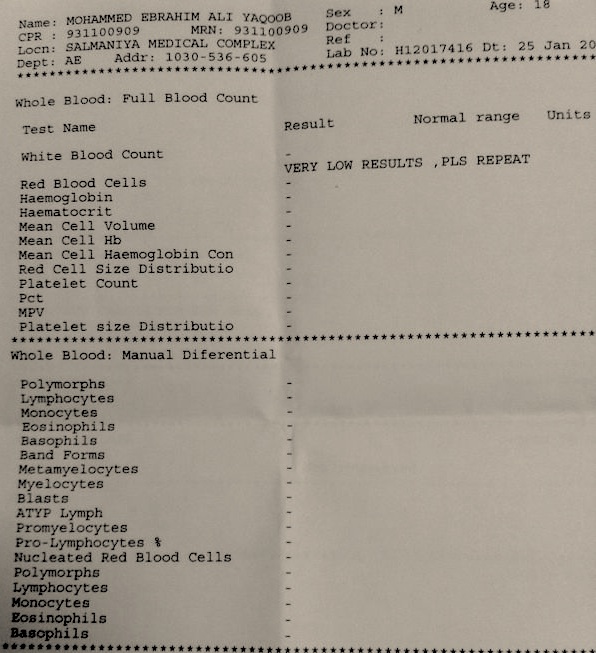 Name: MOHAMMED EBRAHIM ALI YAQOOB Sex : M Age: 18
CPR : 931100909 MRN: 931100909 Doctor:
Locn: SALMANIYA MEDICAL COMPLEX Ref :
Dept: AE Addr: 1030-536-605 Lab No: H12017416 Dt: 25 Jan 20
Whole Blood: Full Blood Count
Test Name Result Normal range Units
White Blood Count -
VERY LOW RESULTS ,PLS REPEAT
Red Blood Cells -
Haemoglobin -
Haematocrit -
Mean Cell Volume -
Mean Cell Hb -
Mean Cell Haemoglobin Con -
Red Cell Size Distributio -
Platelet Count -
Pct -
MPV -
Platelet size Distributio -
Whole Blood: Manual Diferential
Polymorphs -
Lymphocytes -
Monocytes -
Eosinophils -
Basophils -
Band Forms -
Metamyelocytes -
Myelocytes -
Blasts -
ATYP Lymph -
Promyelocytes -
Pro-Lymphocytes % -
Nucleated Red Blood Cells -
Polymorphs -
Lymphocytes -
Monocytes -
Eosinophils -
Basophils -